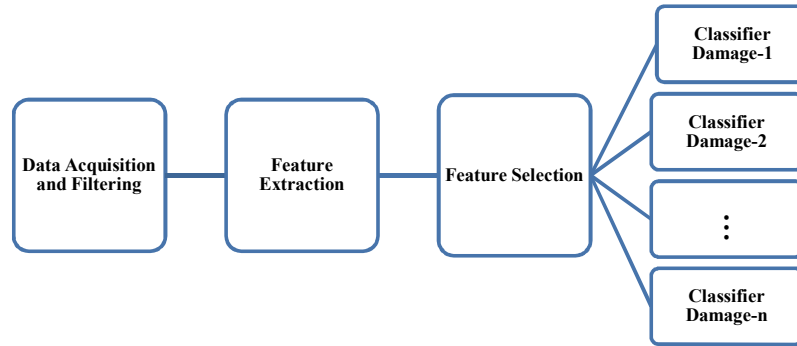 Data Acquisition
and Filtering
Feature
Extraction
Feature Selection
Classifier
Damage-1
Classifier
Damage-2
⋮
Classifier
Damage-n